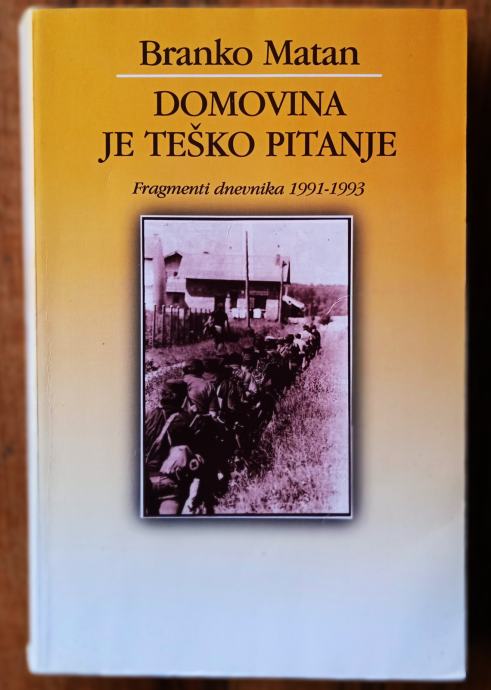 Branko Matan
DOMOVINA
JE TEŠKO PITANJE
Fragmenti dnevnika 1991-1993